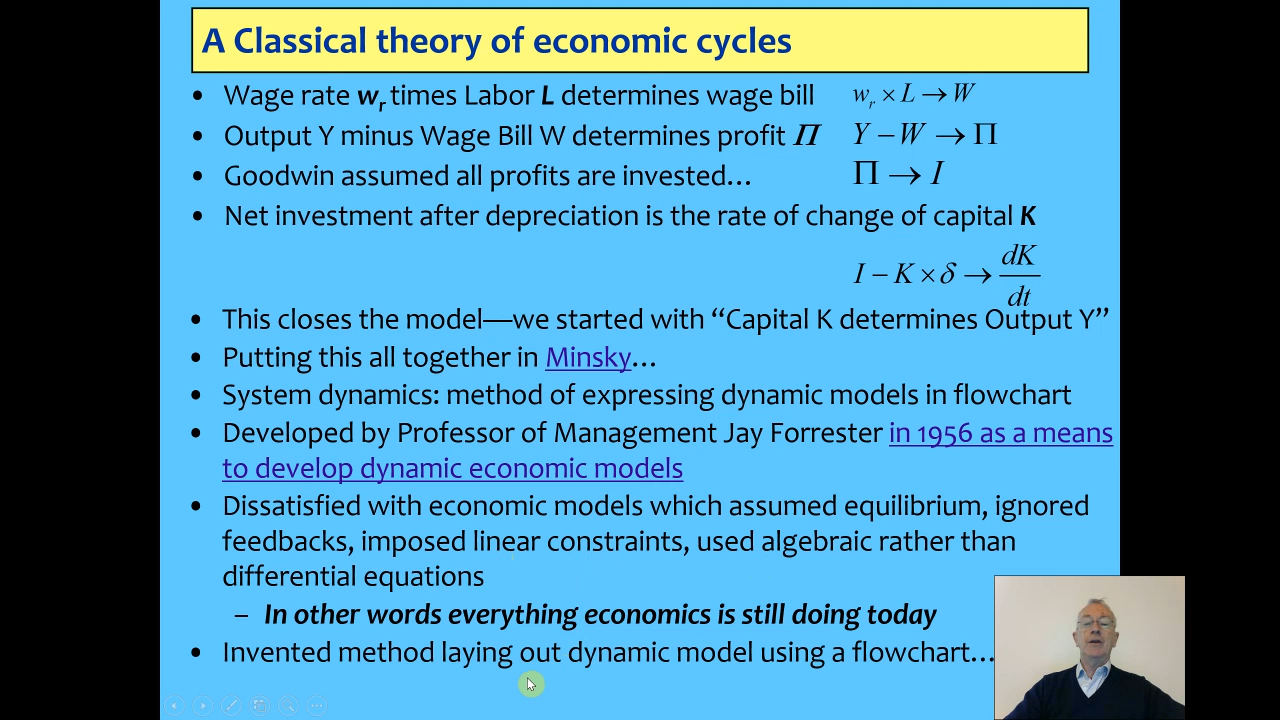 A Classical theory of economic cycles
• Wage rate wr times Labor L determines wage bill wr × L → W
• Output Y minus Wage Bill W determines profit Π Y − W → Π
• Goodwin assumed all profits are invested… Π → I
• Net investment after depreciation is the rate of change of capital K
I − K × δ → dK/dt
• This closes the model—we started with “Capital K determines Output Y”
• Putting this all together in Minsky…
• System dynamics: method of expressing dynamic models in flowchart
• Developed by Professor of Management Jay Forrester in 1956 as a means
to develop dynamic economic models
• Dissatisfied with economic models which assumed equilibrium, ignored
feedbacks, imposed linear constraints, used algebraic rather than
differential equations
– In other words everything economics is still doing today
• Invented method laying out dynamic model using a flowchart…